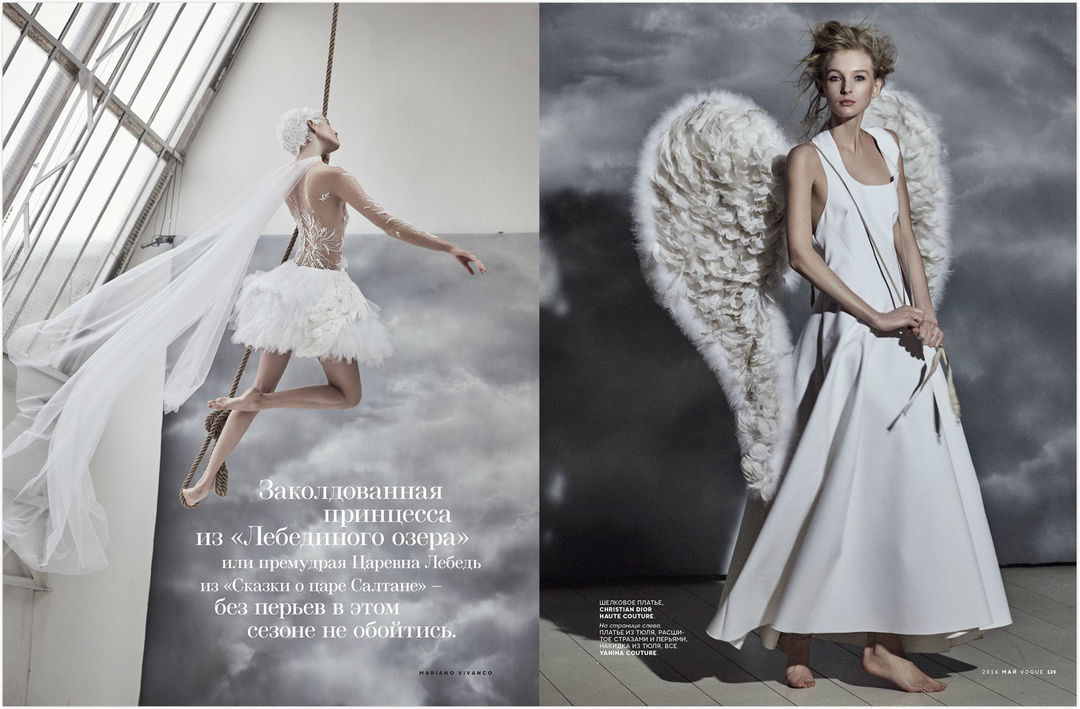 Заколдованная
принцесса
из «Лебединого озера»
или премудрая Царевна Лебедь
из «Сказки о царе Салтане» –
без перьев в этом
сезоне не обойтись.
MARIANO VIVANCO
ШЕЛКОВОЕ ПЛАТЬЕ,
CHRISTIAN DIOR
HAUTE COUTURE.
На странице слева:
ПЛАТЬЕ ИЗ ТЮЛЯ, РАСШИ-
ТОЕ СТРАЗАМИ И ПЕРЬЯМИ,
НАКИДКА ИЗ ТЮЛЯ, ВСЕ
YANINA COUTURE.
2016 МАЙ VOGUE 139